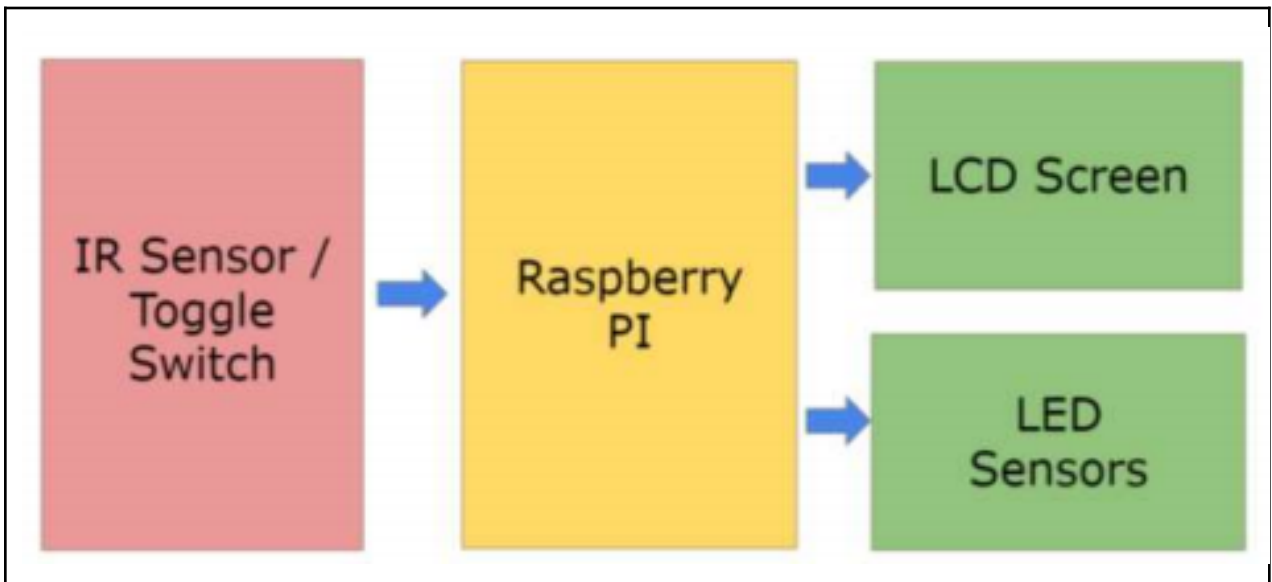 IR Sensor /
Toggle
Switch
Raspberry
PI
LCD Screen
LED
Sensors